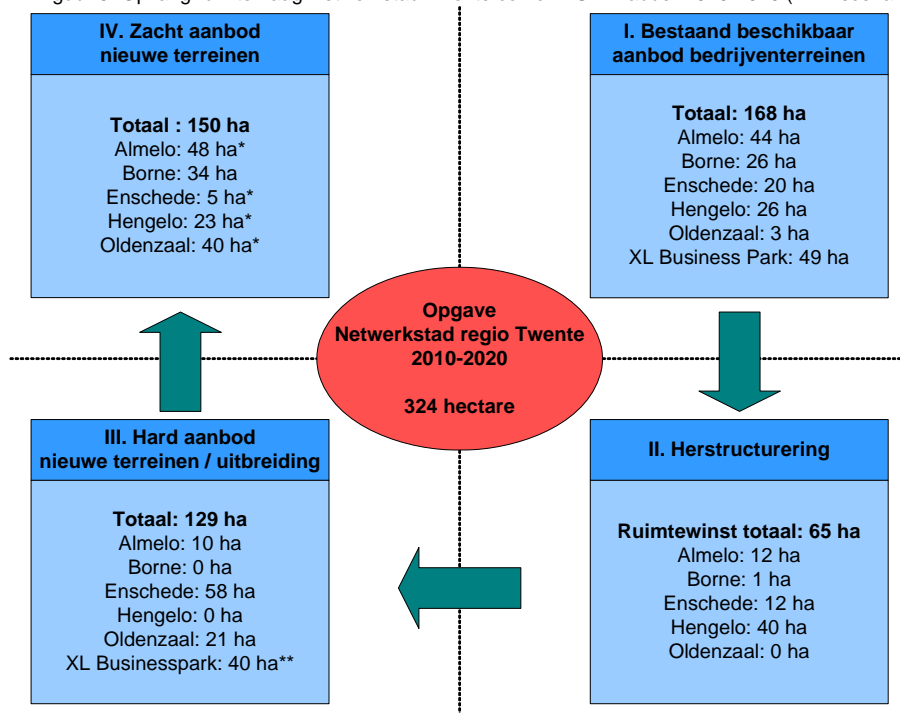 IV. Zacht aanbod
nieuwe terreinen
Totaal : 150 ha
Almelo: 48 ha*
Borne: 34 ha
Enschede: 5 ha*
Hengelo: 23 ha*
Oldenzaal: 40 ha*
I. Bestaand beschikbaar
aanbod bedrijventerreinen
Totaal: 168 ha
Almelo: 44 ha
Borne: 26 ha
Enschede: 20 ha
Hengelo: 26 ha
Oldenzaal: 3 ha
XL Business Park: 49 ha
Opgave
Netwerkstad regio Twente
2010-2020
324 hectare
III. Hard aanbod
nieuwe terreinen / uitbreiding
Totaal: 129 ha
Almelo: 10 ha
Borne: 0 ha
Enschede: 58 ha
Hengelo: 0 ha
Oldenzaal: 21 ha
XL Businesspark: 40 ha**
II. Herstructurering
Ruimtewinst totaal: 65 ha
Almelo: 12 ha
Borne: 1 ha
Enschede: 12 ha
Hengelo: 40 ha
Oldenzaal: 0 ha